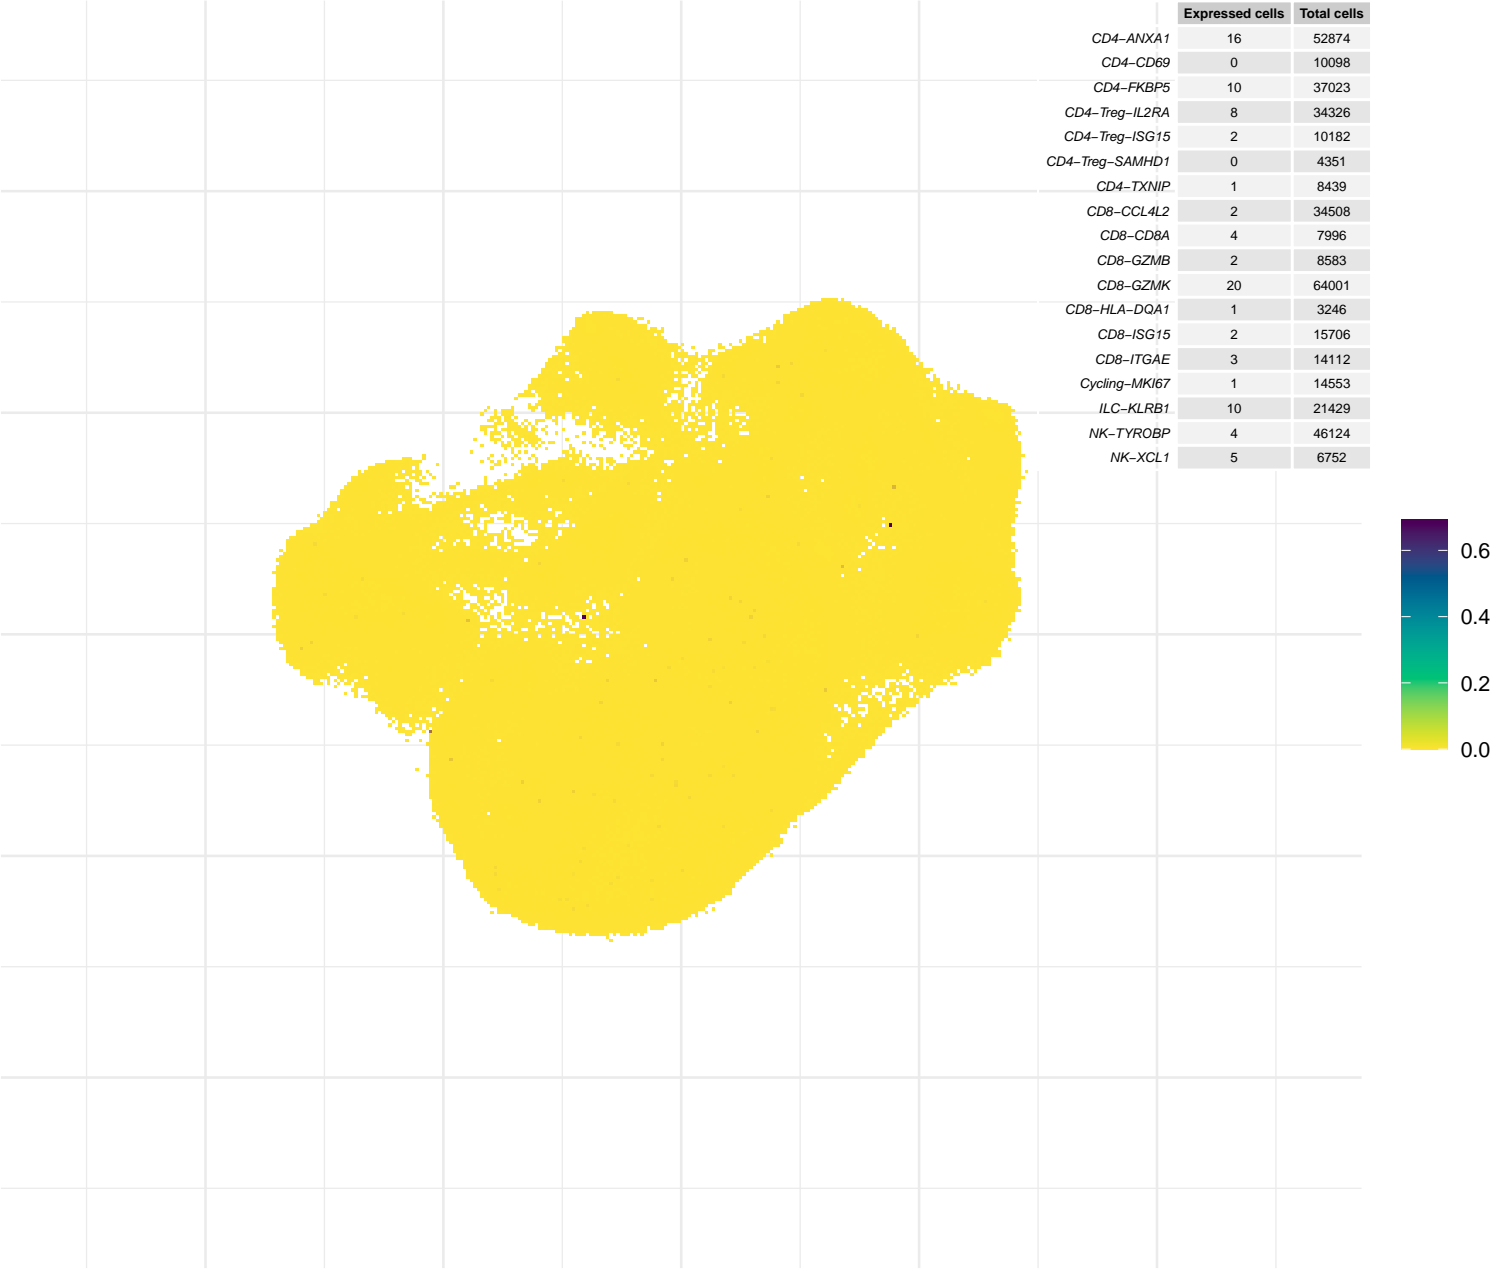 Expressed cells Total cells
CD4−ANXA1 16 52874
CD4−CD69 0 10098
CD4−FKBP5 10 37023
CD4−Treg−IL2RA 8 34326
CD4−Treg−ISG15 2 10182
CD4−Treg−SAMHD1 0 4351
CD4−TXNIP 1 8439
CD8−CCL4L2 2 34508
CD8−CD8A 4 7996
CD8−GZMB 2 8583
CD8−GZMK 20 64001
CD8−HLA−DQA1 1 3246
CD8−ISG15 2 15706
CD8−ITGAE 3 14112
Cycling−MKI67 1 14553
ILC−KLRB1 10 21429
NK−TYROBP 4 46124
NK−XCL1 5 6752
0.6
0.4
0.2
0.0